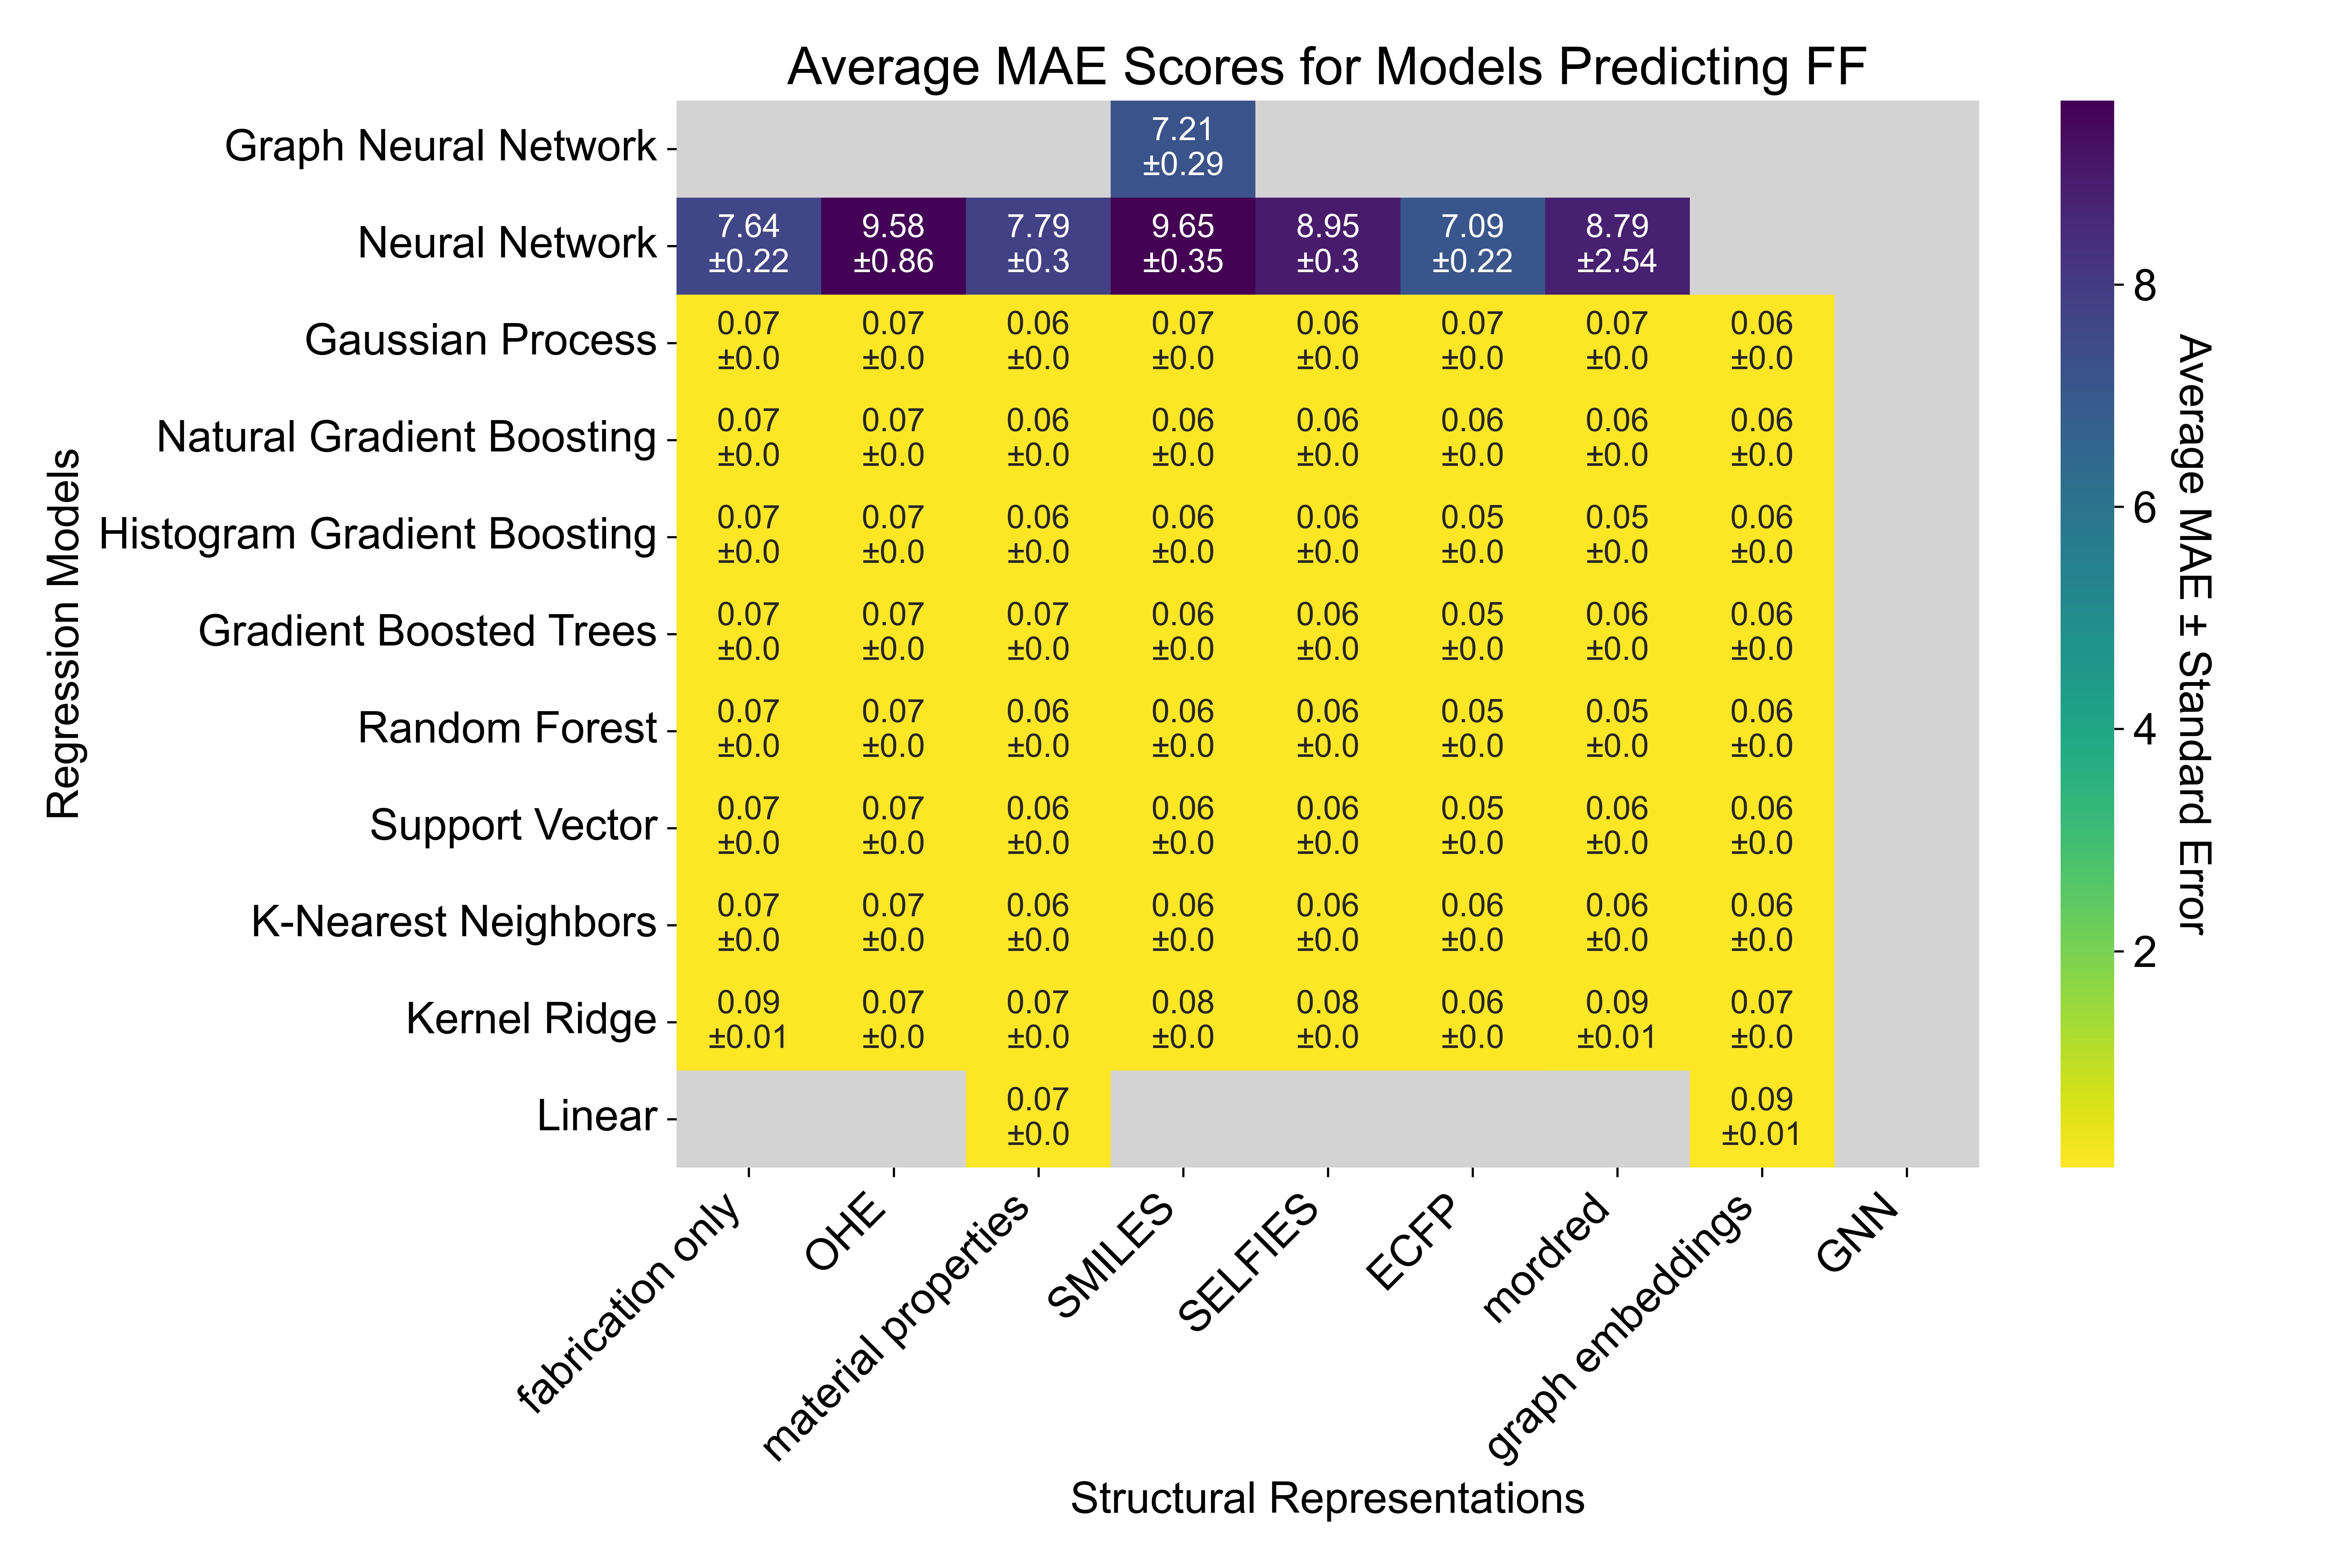 Average MAE Scores for Models Predicting FF
Regression Models
Graph Neural Network
7.21
±0.29
Neural Network
7.64 9.58 7.79 9.65 8.95 7.09 8.79
±0.22 ±0.86 ±0.3 ±0.35 ±0.3 ±0.22 ±2.54
Gaussian Process
0.07 0.07 0.06 0.07 0.06 0.07 0.07 0.06
±0.0 ±0.0 ±0.0 ±0.0 ±0.0 ±0.0 ±0.0 ±0.0
Natural Gradient Boosting
0.07 0.07 0.06 0.06 0.06 0.06 0.06 0.06
±0.0 ±0.0 ±0.0 ±0.0 ±0.0 ±0.0 ±0.0 ±0.0
Histogram Gradient Boosting
0.07 0.07 0.06 0.06 0.06 0.05 0.05 0.06
±0.0 ±0.0 ±0.0 ±0.0 ±0.0 ±0.0 ±0.0 ±0.0
Gradient Boosted Trees
0.07 0.07 0.07 0.06 0.06 0.05 0.06 0.06
±0.0 ±0.0 ±0.0 ±0.0 ±0.0 ±0.0 ±0.0 ±0.0
Random Forest
0.07 0.07 0.06 0.06 0.06 0.05 0.05 0.06
±0.0 ±0.0 ±0.0 ±0.0 ±0.0 ±0.0 ±0.0 ±0.0
Support Vector
0.07 0.07 0.06 0.06 0.06 0.05 0.06 0.06
±0.0 ±0.0 ±0.0 ±0.0 ±0.0 ±0.0 ±0.0 ±0.0
K-Nearest Neighbors
0.07 0.07 0.06 0.06 0.06 0.06 0.06 0.06
±0.0 ±0.0 ±0.0 ±0.0 ±0.0 ±0.0 ±0.0 ±0.0
Kernel Ridge
0.09 0.07 0.07 0.08 0.08 0.06 0.09 0.07
±0.01 ±0.0 ±0.0 ±0.0 ±0.0 ±0.0 ±0.01 ±0.0
Linear
0.07 0.09
±0.0 ±0.01
fabrication only
OHE
material properties
SMILES
SELFIES
ECFP
mordred
graph embeddings
GNN
Structural Representations
8
6
4
2
Average MAE ± Standard Error